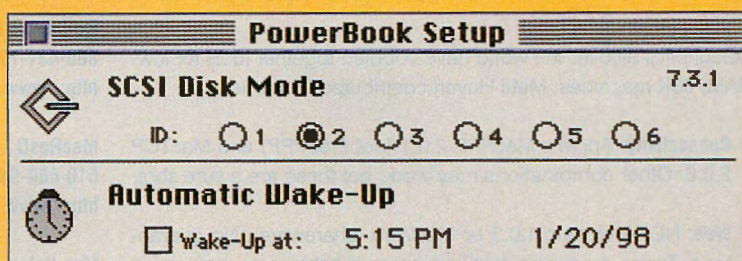 PowerBook Setup
SCSI Disk Mode 7.3.1
ID: 1 2 3 4 5 6
Automatic Wake-Up
Wake-Up at: 5:15 PM 1/20/98